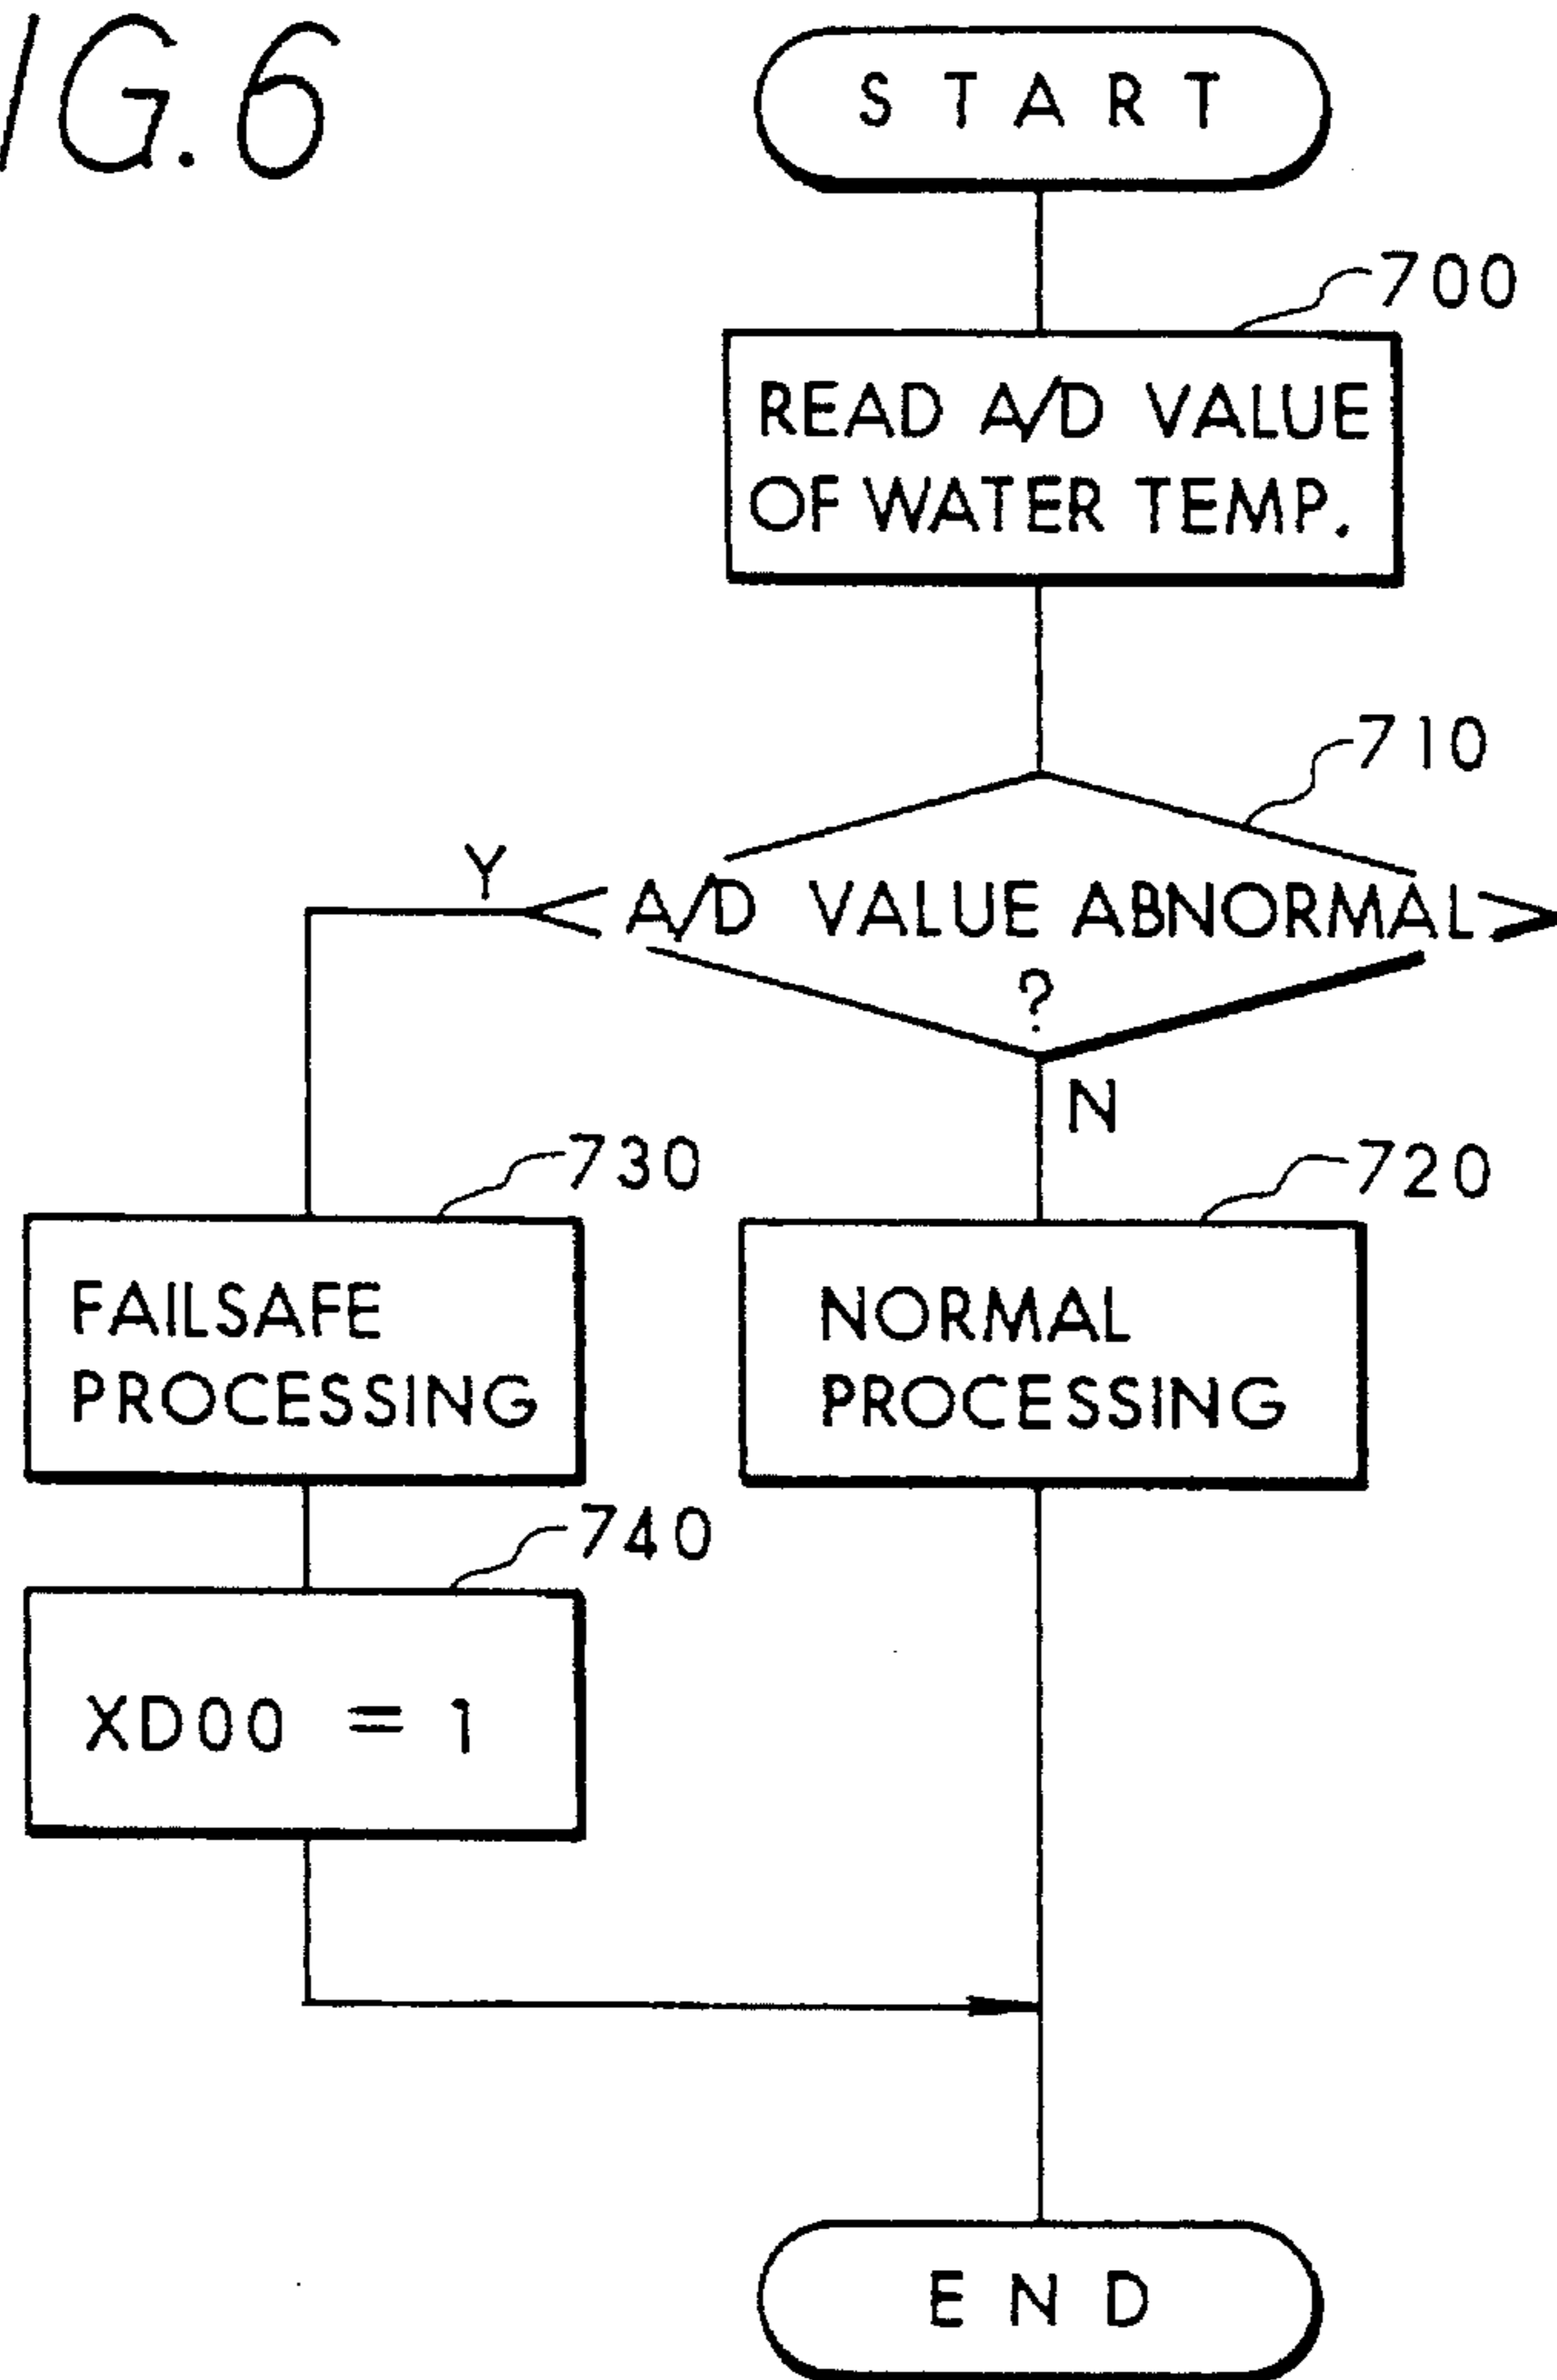 IG.6
START
700
READ A/D VALUE
OF WATER TEMP.
710
Y
A/D VALUE ABNORMAL
?
N
730
720
FAILSAFE
PROCESSING
NORMAL
PROCESSING
740
XD00 = 1
END